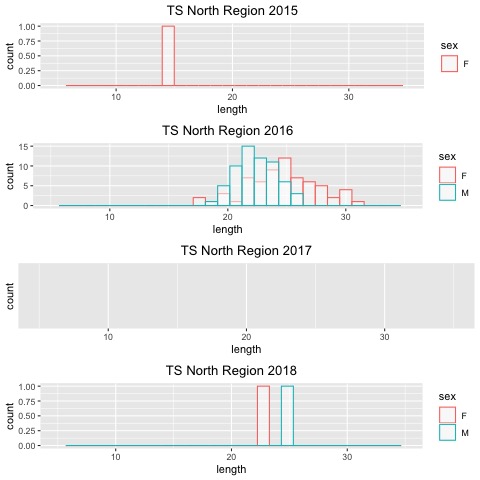 TS North Region 2015
1.00
0.75
0.50
0.25
0.00
count
10 20 30
length
sex
F
TS North Region 2016
15
10
5
0
count
10 20 30
length
sex
F
M
TS North Region 2017
count
10 20 30
length
TS North Region 2018
1.00
0.75
0.50
0.25
0.00
count
10 20 30
length
sex
F
M